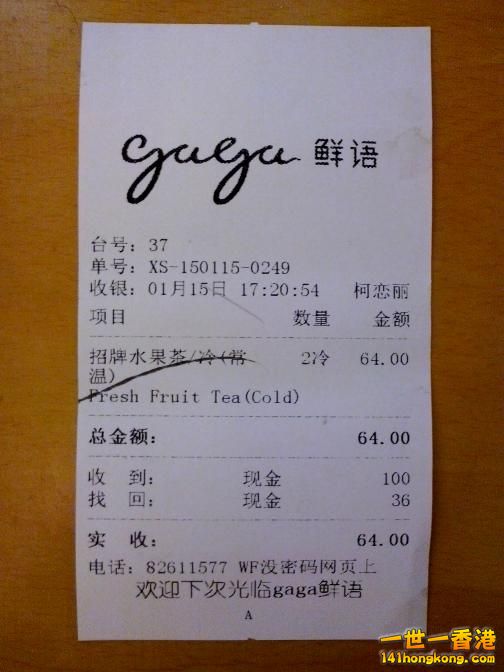 gaga 鲜语
台号: 37
单号: XS-150115-0249
收银: 01月15日 17:20:54 柯恋丽
项目 数量 金额
招牌水果茶/冷(常 2冷 64.00
温)
Fresh Fruit Tea(Cold)
总金额: 64.00
收 到: 现金 100
找 回: 现金 36
实 收: 64.00
电话: 82611577 WF没密码网页上
欢迎下次光临gaga鲜语
A
一世一香港
141hongkong.com